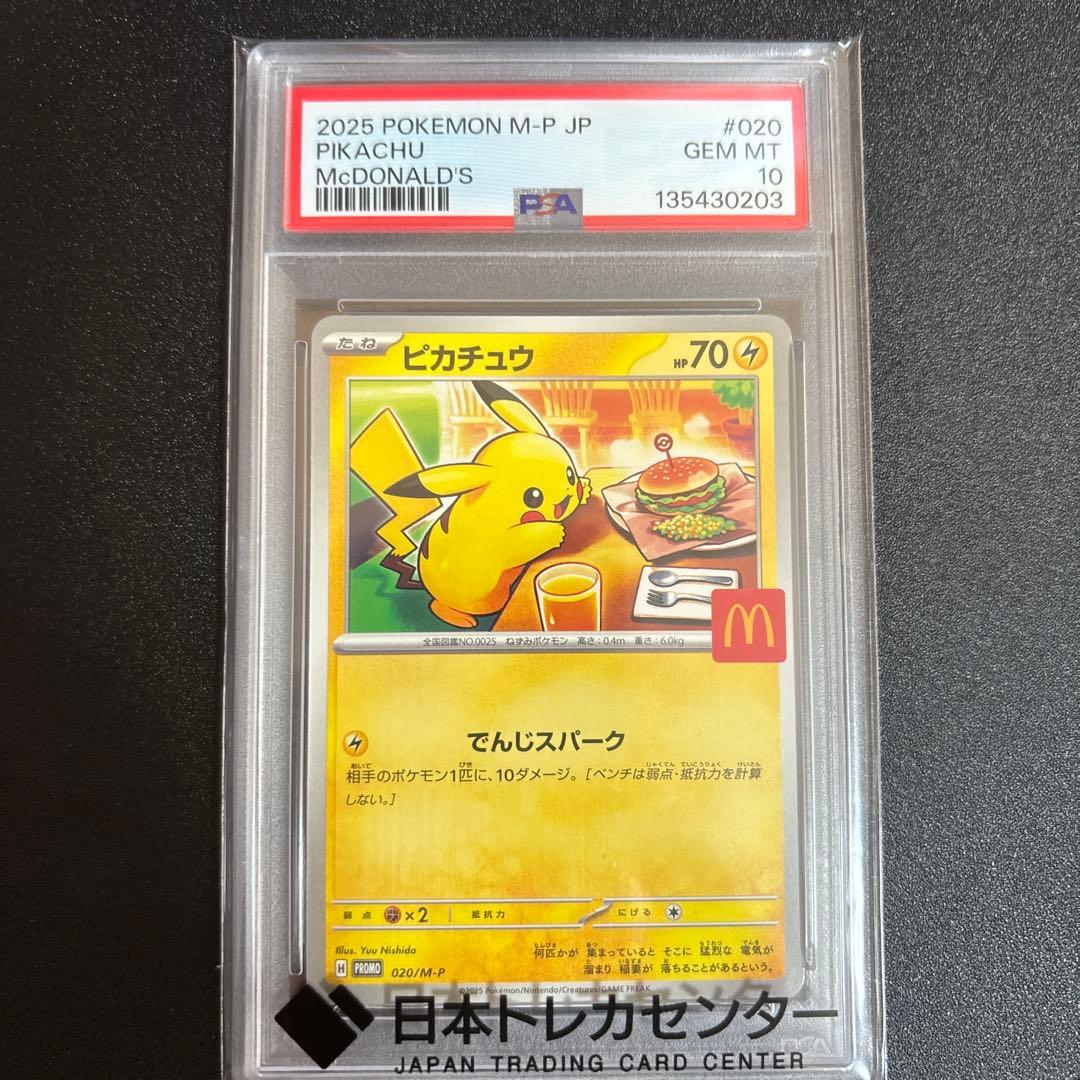 2025 POKEMON M-P JP #020
PIKACHU GEM MT
McDONALD'S 10
PSA 135430203
たね ピカチュウ HP70
全国図鑑NO.0025 ねずみポケモン 高さ:0.4m 重さ:6.0kg
でんじスパーク
相手のポケモン1匹に、10ダメージ。[ベンチは弱点・抵抗力を計算
しない。]
弱点 ×2 抵抗力 にげる
Illus. Yuu Nishida
何匹かが 集まっていると そこに 猛烈な 電気が
溜まり 稲妻が 落ちることがあるという。
H PROMO 020/M-P
©2025 Pokémon/Nintendo/Creatures/GAME FREAK
日本トレカセンター
JAPAN TRADING CARD CENTER